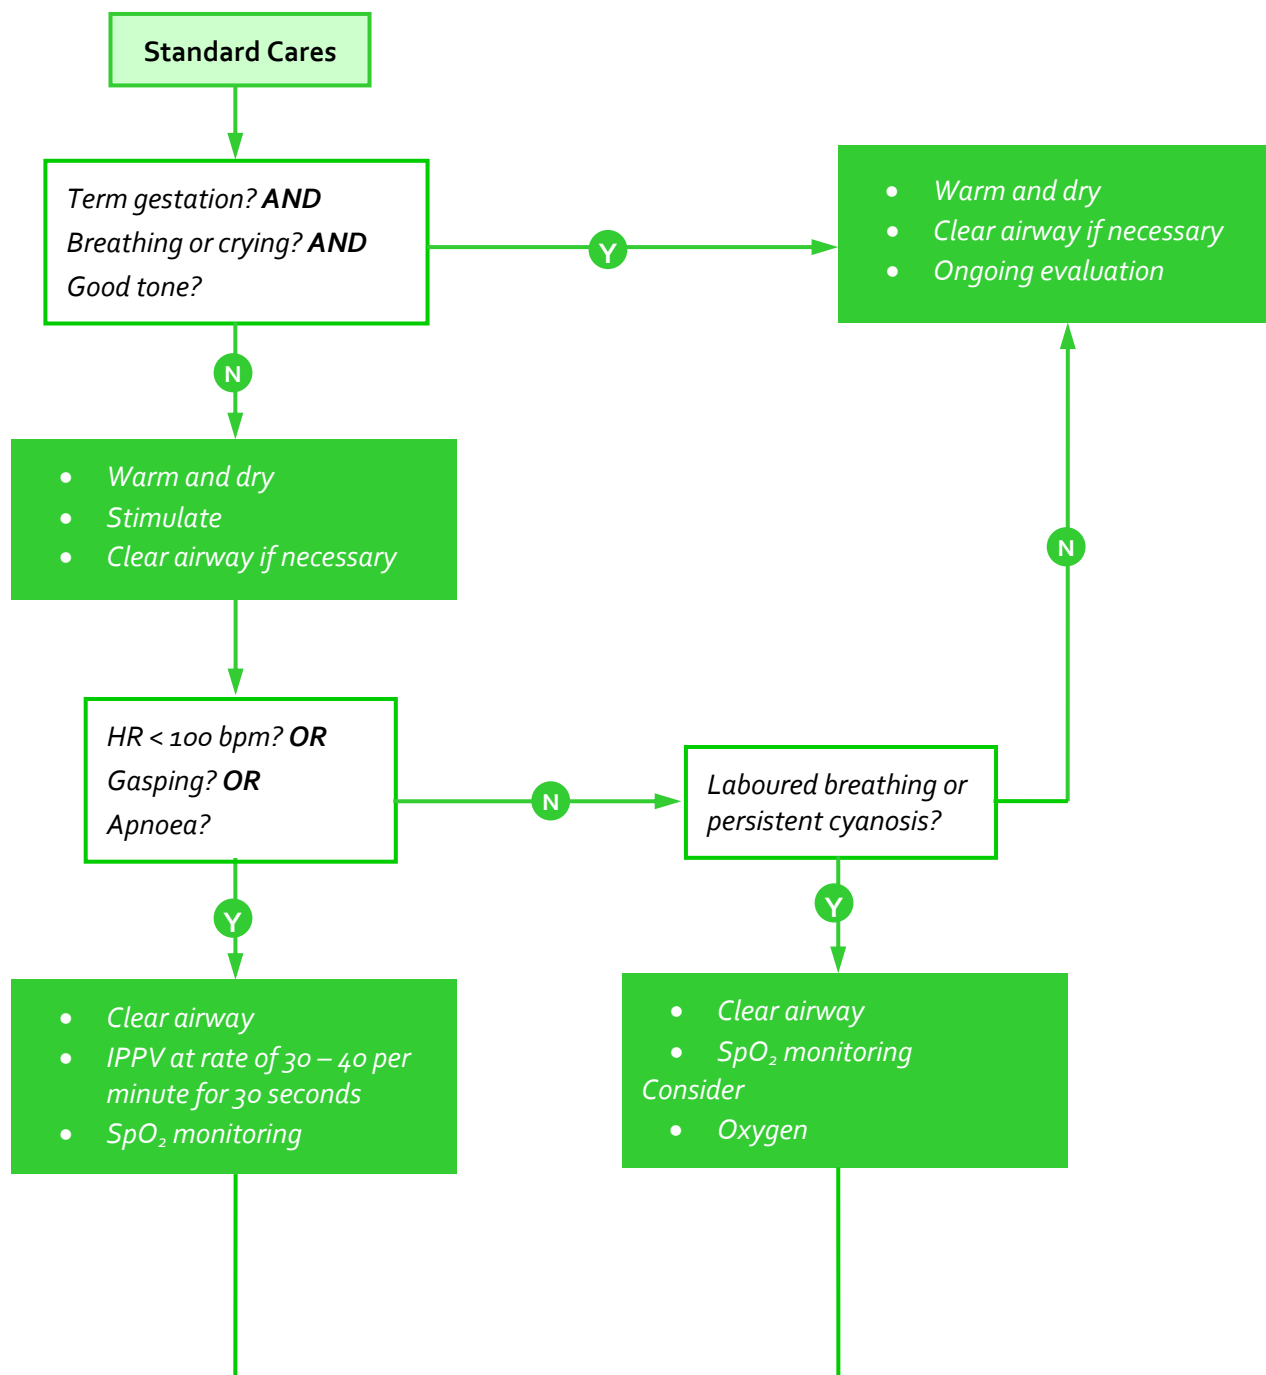 Standard Cares
Term gestation? AND
Breathing or crying? AND
Good tone?
Y
• Warm and dry
• Clear airway if necessary
• Ongoing evaluation
N
• Warm and dry
• Stimulate
• Clear airway if necessary
N
HR < 100 bpm? OR
Gasping? OR
Apnoea?
N
Laboured breathing or
persistent cyanosis?
Y
Y
• Clear airway
• IPPV at rate of 30 – 40 per
minute for 30 seconds
• SpO₂ monitoring
• Clear airway
• SpO₂ monitoring
Consider
• Oxygen